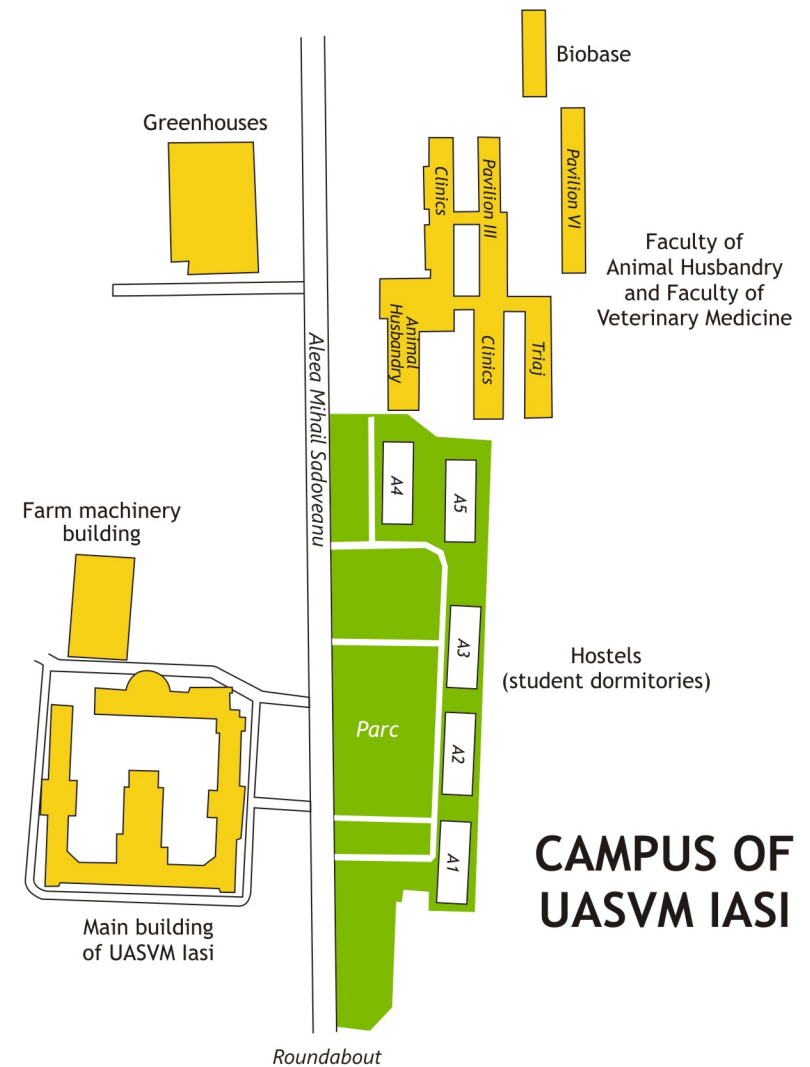 Biobase
Greenhouses
Clinics
Pavilion III
Pavilion VI
Faculty of
Animal Husbandry
and Faculty of
Veterinary Medicine
Animal
Husbandry
Clinics
Triaj
Aleea Mihail Sadoveanu
A4
A5
Farm machinery
building
A3
Hostels
(student dormitories)
Parc
A2
A1
CAMPUS OF
UASVM IASI
Main building
of UASVM Iasi
Roundabout